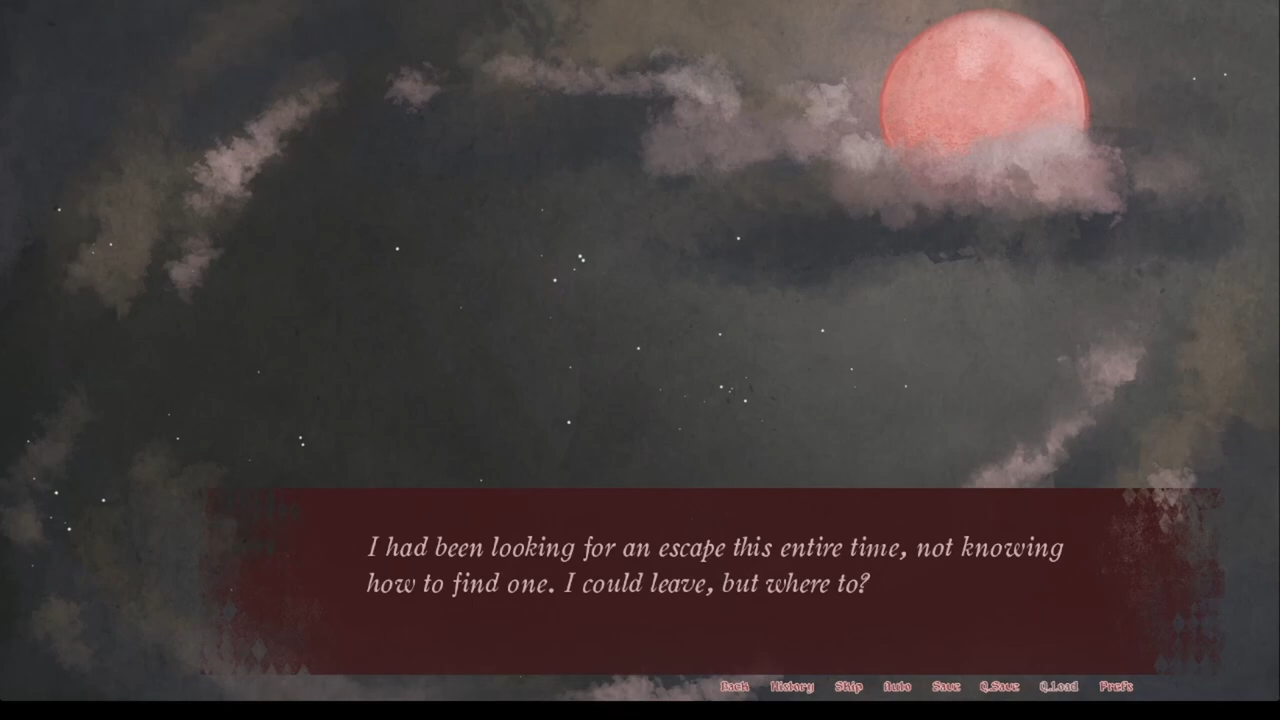 I had been looking for an escape this entire time, not knowing
how to find one. I could leave, but where to?
Back History Skip Auto Save Q.Save Q.Load Prefs